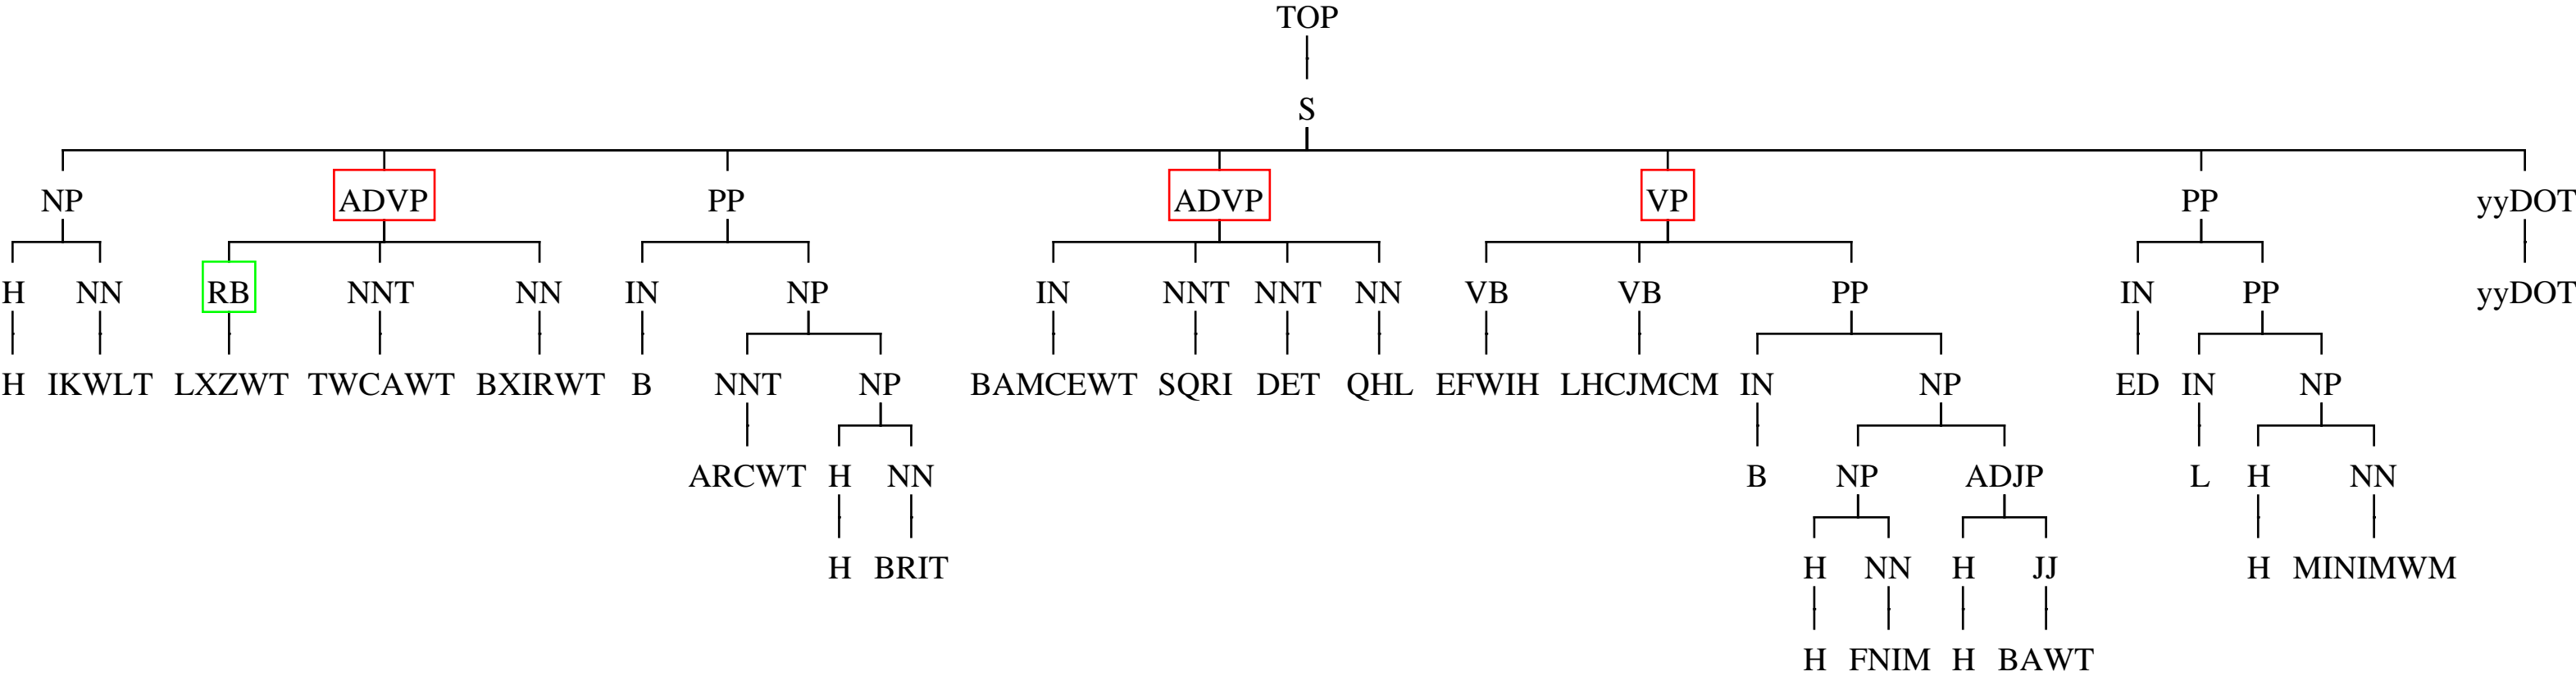 TOP
S
NP ADVP PP ADVP VP PP yyDOT
H NN RB NNT NN IN NP IN NNT NNT NN VB VB PP IN PP yyDOT
H IKWLT LXZWT TWCAWT BXIRWT B NNT NP BAMCEWT SQRI DET QHL EFWIH LHCJMCM IN NP ED IN NP
ARCWT H NN B NP ADJP L H NN
H BRIT H NN H JJ H MINIMWM
H FNIM H BAWT